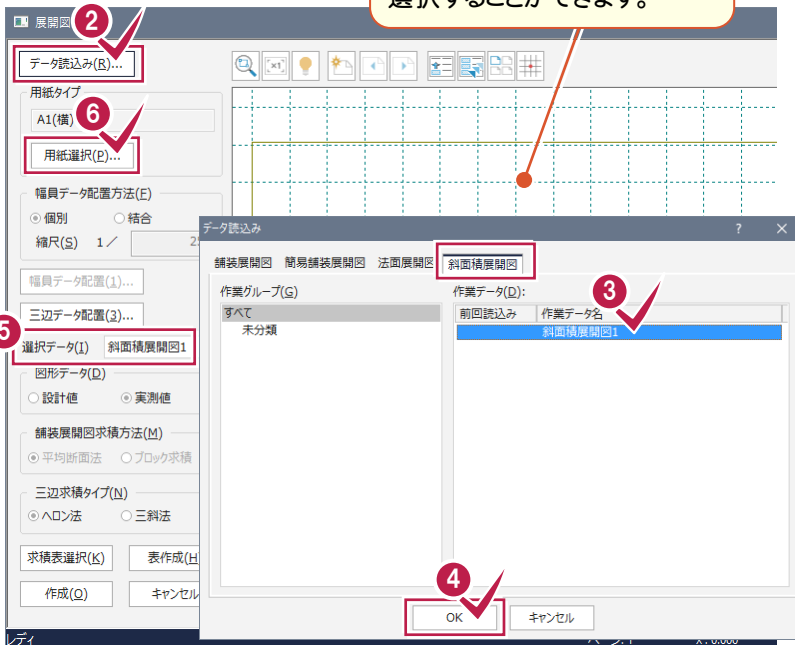 選択することができます。
展開図
2
データ読込み(R)...
用紙タイプ
A1(横)
6
用紙選択(P)...
幅員データ配置方法(F)
個別 結合
縮尺(S) 1/ 25
幅員データ配置(1)...
三辺データ配置(3)...
5
選択データ(I) 斜面積展開図1
図形データ(D)
設計値 実測値
舗装展開図求積方法(M)
平均断面法 ブロック求積
三辺求積タイプ(N)
ヘロン法 三斜法
求積表選択(K) 表作成(H
作成(O) キャンセル
レディ
データ読込み ? ×
舗装展開図 簡易舗装展開図 法面展開図 斜面積展開図
3
作業グループ(G) 作業データ(D):
すべて
未分類
前回読込み 作業データ名
斜面積展開図1
4
OK キャンセル